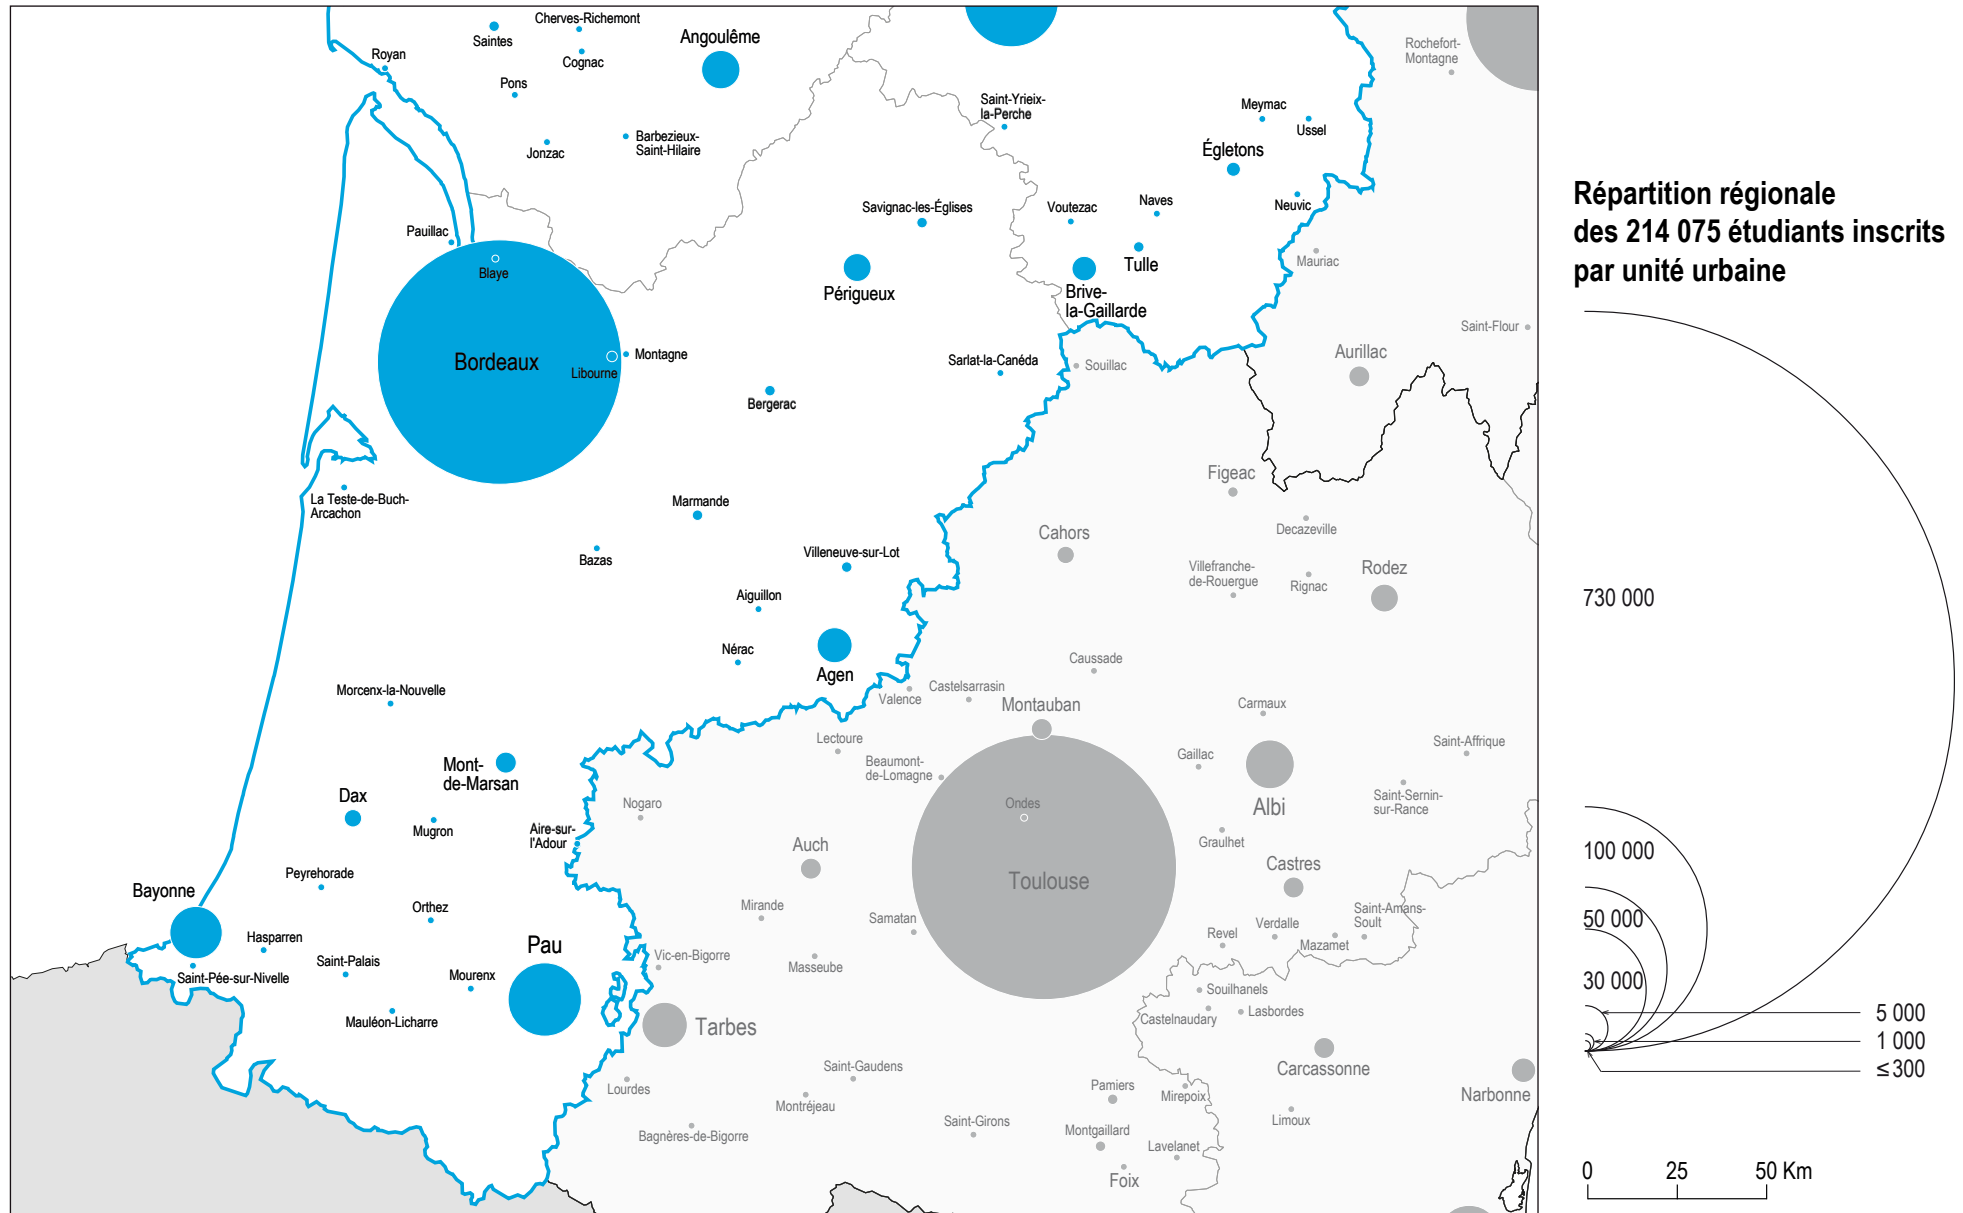 Cherves-Richemont
Saintes
Angoulême
Royan
Cognac
Rochefort-
Montagne
Pons
Saint-Yrieix-
la-Perche
Meymac
Ussel
Barbezieux-
Saint-Hilaire
Jonzac
Égletons
Savignac-les-Églises
Voutezac
Naves
Neuvic
Pauillac
Mauriac
Blaye
Tulle
Périgueux
Brive-
la-Gaillarde
Saint-Flour
Bordeaux
Montagne
Libourne
Sarlat-la-Canéda
Souillac
Aurillac
Bergerac
Figeac
La Teste-de-Buch-
Arcachon
Marmande
Cahors
Decazeville
Bazas
Villeneuve-sur-Lot
Villefranche-
de-Rouergue
Rignac
Rodez
Aiguillon
Nérac
Agen
Caussade
Morcenx-la-Nouvelle
Valence
Castelsarrasin
Montauban
Carmaux
Lectoure
Beaumont-
de-Lomagne
Gaillac
Saint-Affrique
Mont-
de-Marsan
Dax
Mugron
Nogaro
Ondes
Albi
Saint-Sernin-
sur-Rance
Aire-sur-
l'Adour
Auch
Graulhet
Peyrehorade
Toulouse
Castres
Bayonne
Orthez
Mirande
Samatan
Saint-Amans-
Soult
Verdalle
Revel
Mazamet
Hasparren
Pau
Saint-Palais
Vic-en-Bigorre
Masseube
Saint-Pée-sur-Nivelle
Mourenx
Souilhanels
Mauléon-Licharre
Tarbes
Castelnaudary
Lasbordes
Saint-Gaudens
Carcassonne
Lourdes
Montréjeau
Pamiers
Mirepoix
Narbonne
Bagnères-de-Bigorre
Saint-Girons
Montgaillard
Limoux
Lavelanet
Foix
Répartition régionale
des 214 075 étudiants inscrits
par unité urbaine
730 000
100 000
50 000
30 000
5 000
1 000
≤ 300
0 25 50 Km